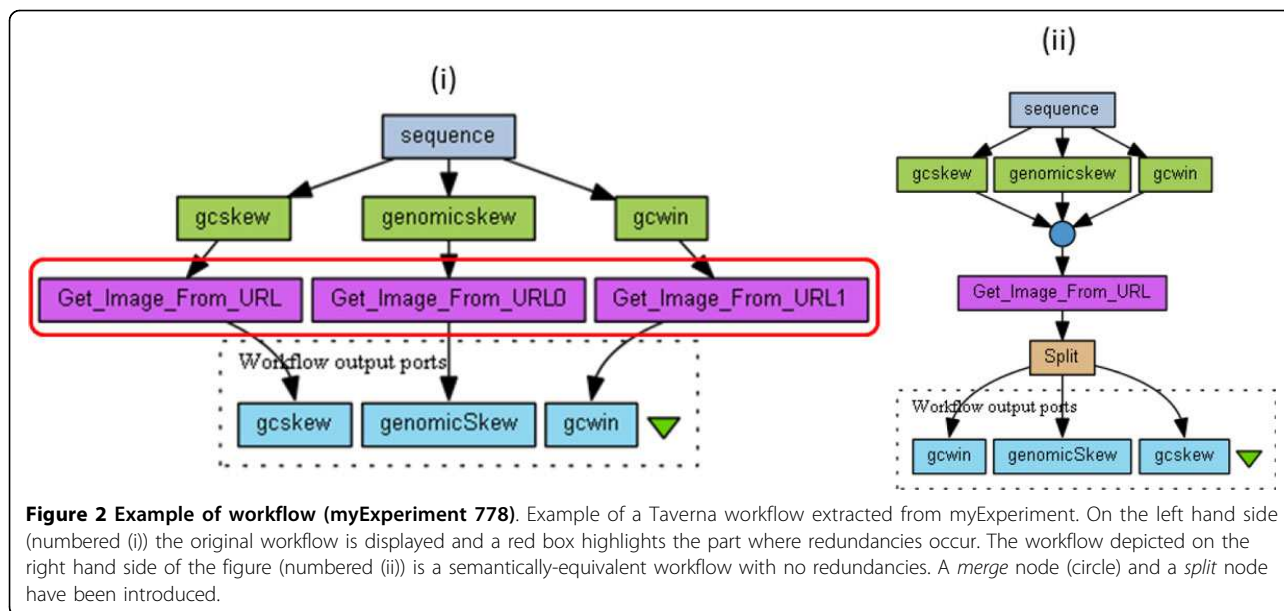 (i)
sequence
gcskew genomicskew gcwin
Get_Image_From_URL Get_Image_From_URL0 Get_Image_From_URL1
Workflow output ports
gcskew genomicSkew gcwin
(ii)
sequence
gcskew genomicskew gcwin
Get_Image_From_URL
Split
Workflow output ports
gcwin genomicSkew gcskew
Figure 2 Example of workflow (myExperiment 778). Example of a Taverna workflow extracted from myExperiment. On the left hand side
(numbered (i)) the original workflow is displayed and a red box highlights the part where redundancies occur. The workflow depicted on the
right hand side of the figure (numbered (ii)) is a semantically-equivalent workflow with no redundancies. A merge node (circle) and a split node
have been introduced.